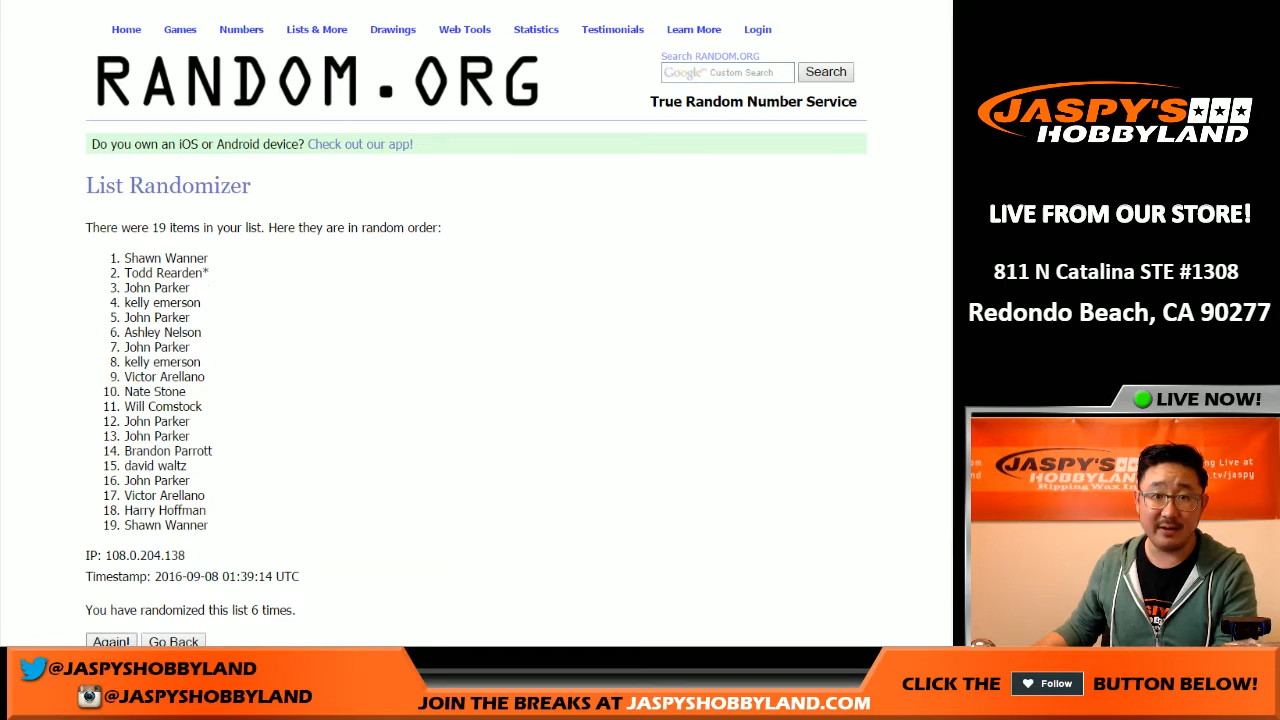 Home Games Numbers Lists & More Drawings Web Tools Statistics Testimonials Learn More Login
RANDOM.ORG
Search RANDOM.ORG
Google™ Custom Search Search
True Random Number Service
Do you own an iOS or Android device? Check out our app!
List Randomizer
There were 19 items in your list. Here they are in random order:
1. Shawn Wanner
2. Todd Rearden*
3. John Parker
4. kelly emerson
5. John Parker
6. Ashley Nelson
7. John Parker
8. kelly emerson
9. Victor Arellano
10. Nate Stone
11. Will Comstock
12. John Parker
13. John Parker
14. Brandon Parrott
15. david waltz
16. John Parker
17. Victor Arellano
18. Harry Hoffman
19. Shawn Wanner
IP: 108.0.204.138
Timestamp: 2016-09-08 01:39:14 UTC
You have randomized this list 6 times.
Again! Go Back
JASPY'S
HOBBYLAND
LIVE FROM OUR STORE!
811 N Catalina STE #1308
Redondo Beach, CA 90277
LIVE NOW!
JASPY'S
HOBBYLAND
Ripping Wax
ng Live at
.tv/jaspy
@JASPYSHOBBYLAND
@JASPYSHOBBYLAND
JOIN THE BREAKS AT JASPYSHOBBYLAND.COM
CLICK THE Follow BUTTON BELOW!